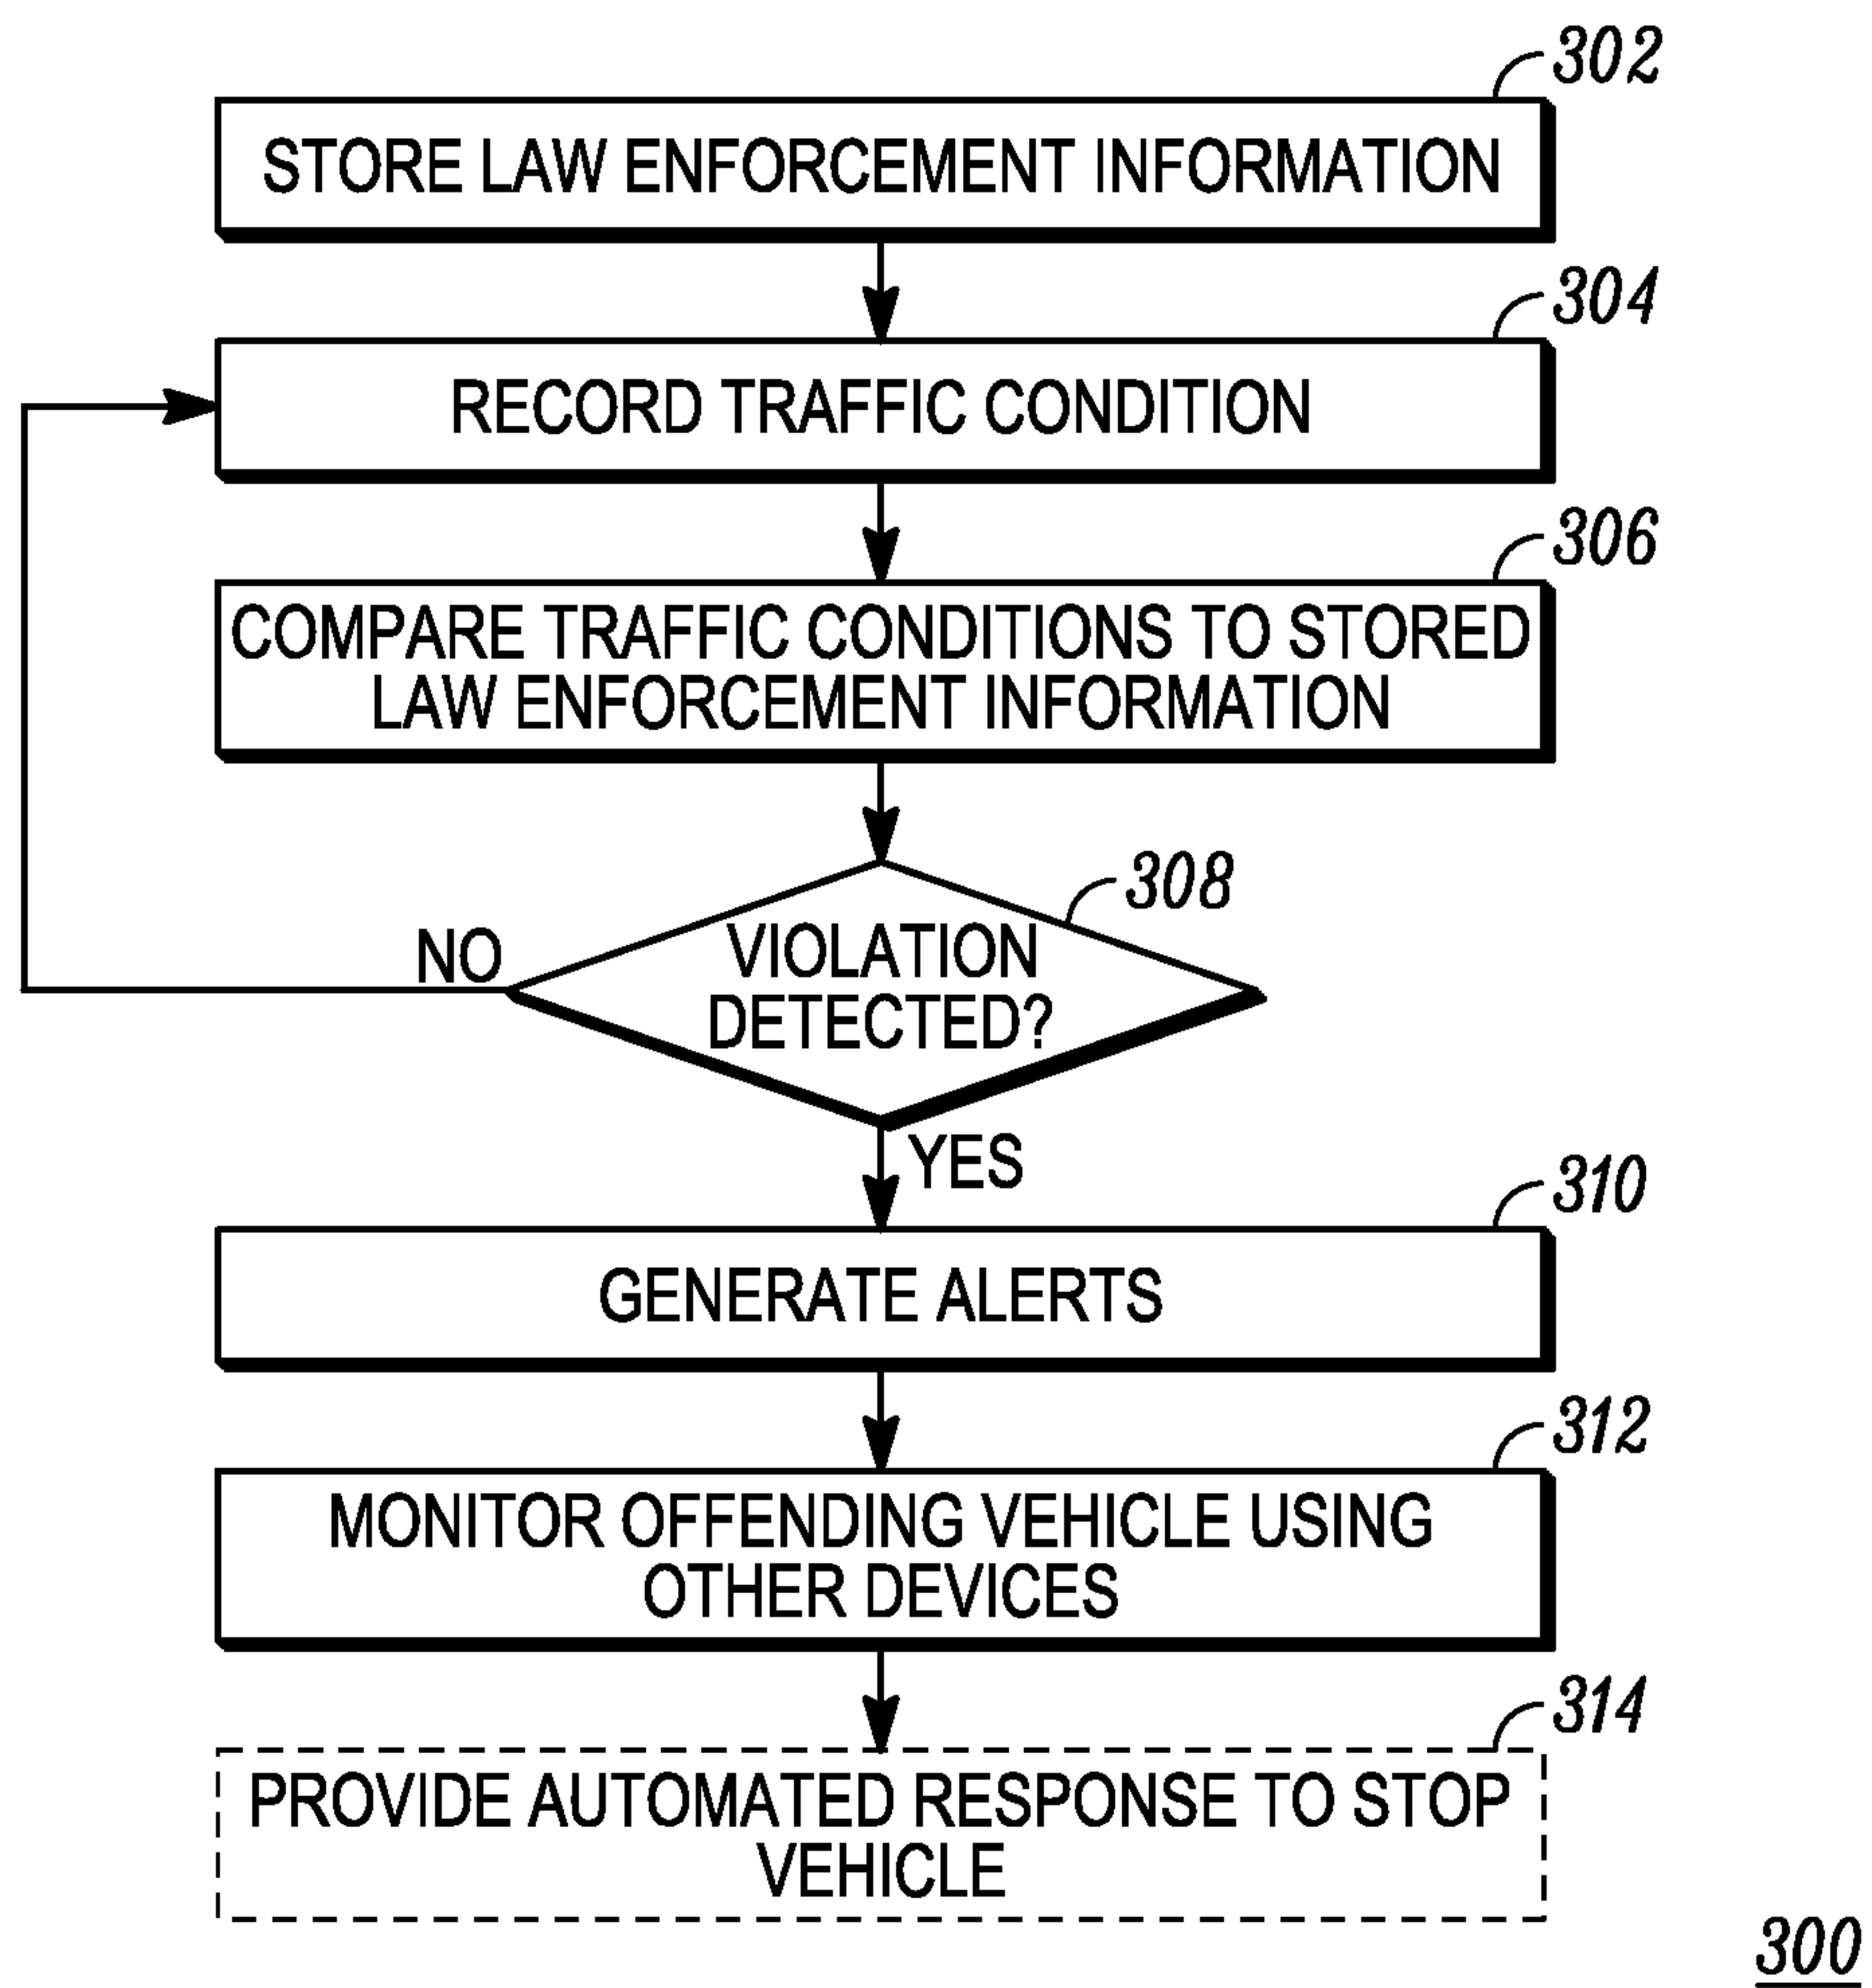 302
STORE LAW ENFORCEMENT INFORMATION
304
RECORD TRAFFIC CONDITION
306
COMPARE TRAFFIC CONDITIONS TO STORED
LAW ENFORCEMENT INFORMATION
308
VIOLATION
DETECTED?
NO
YES
310
GENERATE ALERTS
312
MONITOR OFFENDING VEHICLE USING
OTHER DEVICES
314
PROVIDE AUTOMATED RESPONSE TO STOP
VEHICLE
300